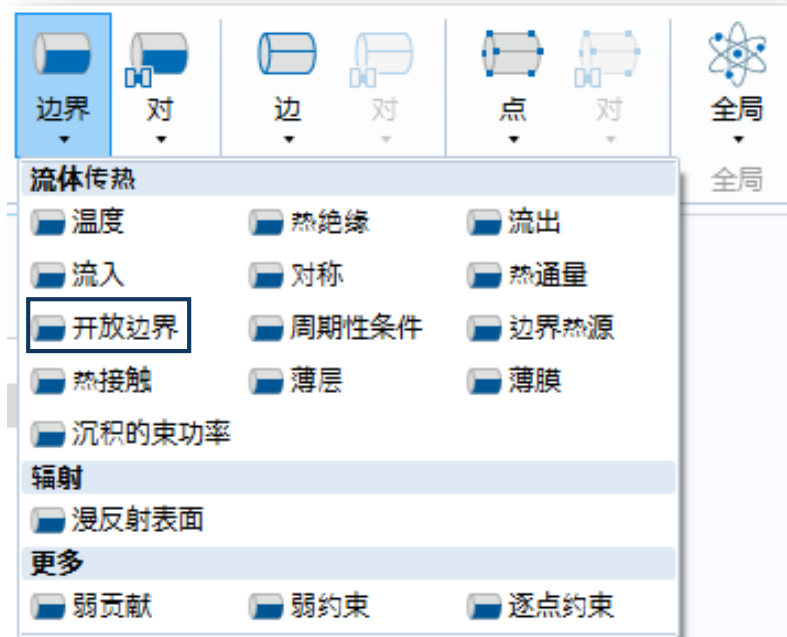 边界 对 边 对 点 对 全局
流体传热 全局
温度 热绝缘 流出
流入 对称 热通量
开放边界 周期性条件 边界热源
热接触 薄层 薄膜
沉积的束功率
辐射
漫反射表面
更多
弱贡献 弱约束 逐点约束